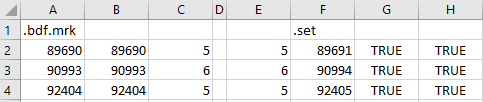 A B C D E F G H
1 .bdf.mrk .set
2 89690 89690 5 5 89691 TRUE TRUE
3 90993 90993 6 6 90994 TRUE TRUE
4 92404 92404 5 5 92405 TRUE TRUE